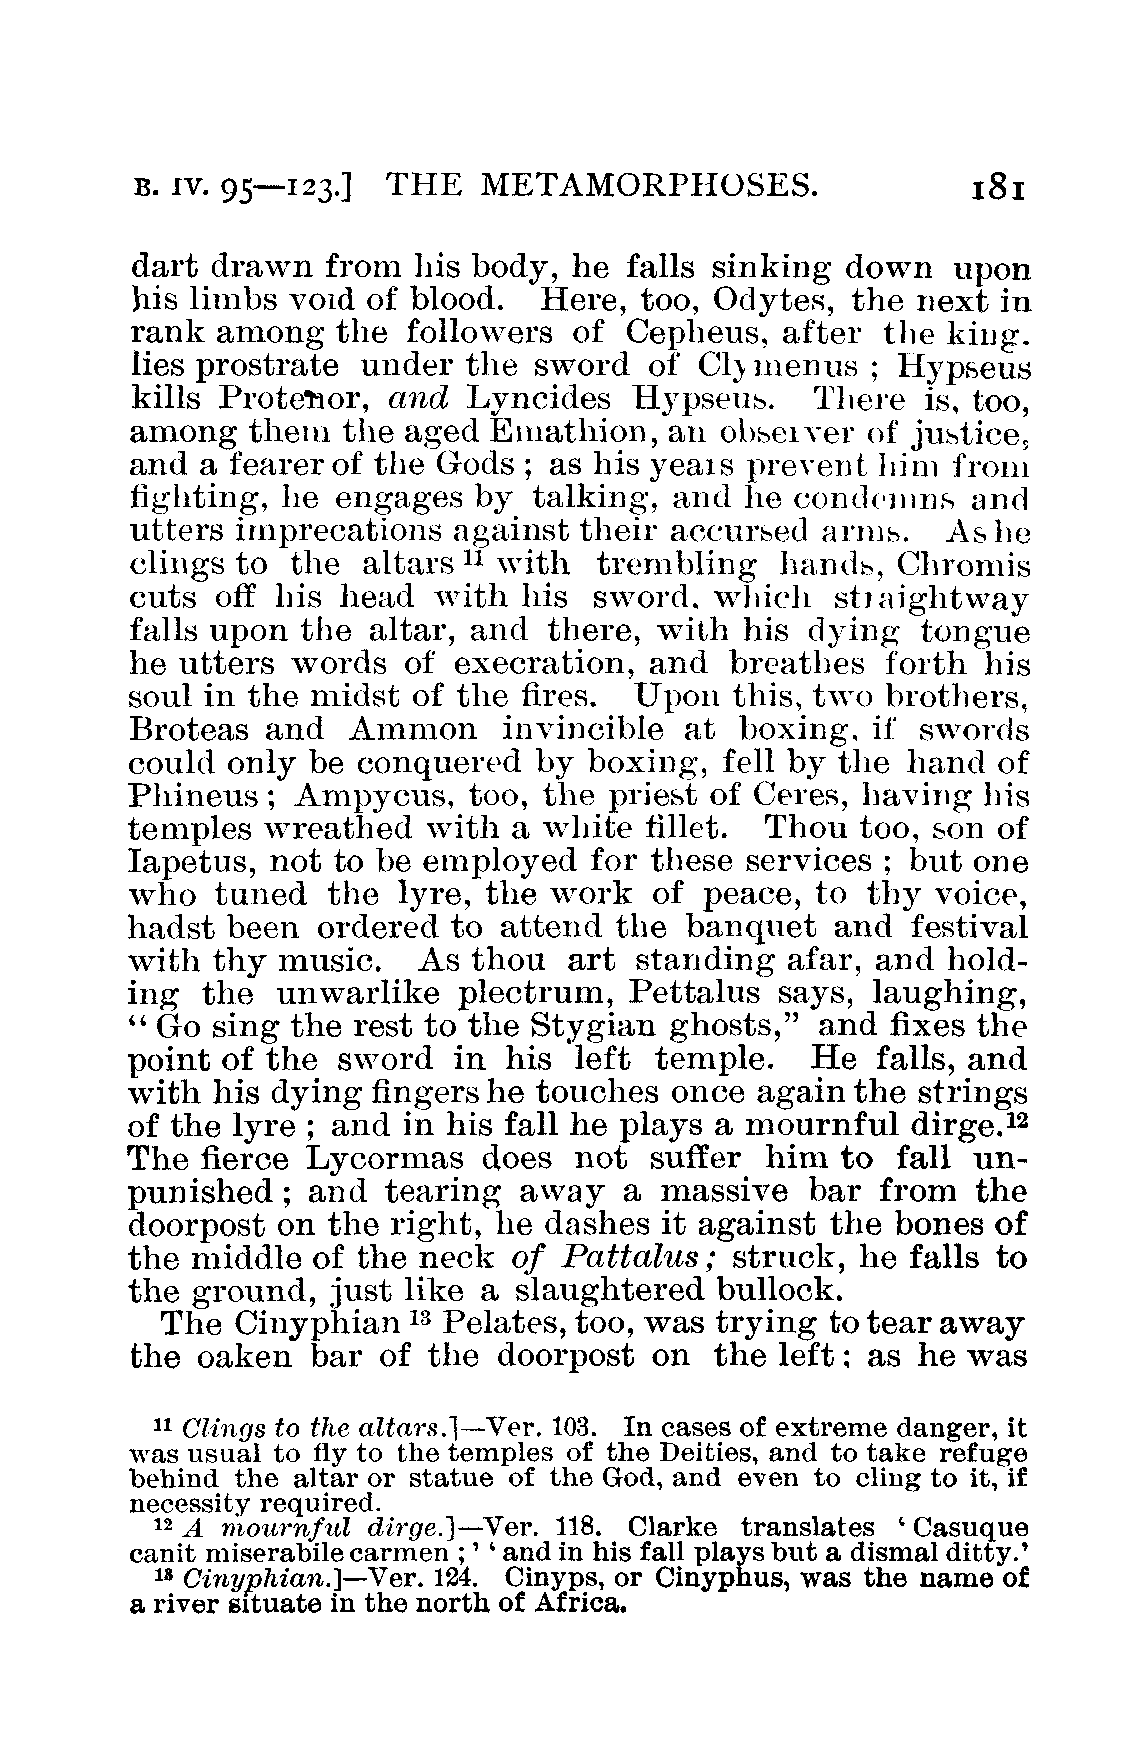 B. IV. 95—123.] THE METAMORPHOSES. 181
dart drawn from his body, he falls sinking down upon
his limbs void of blood. Here, too, Odytes, the next in
rank among the followers of Cepheus, after the king.
lies prostrate under the sword of Clymenus ; Hypseus
kills Protenor, and Lyncides Hypseus. There is, too,
among them the aged Emathion, an observer of justice,
and a fearer of the Gods ; as his years prevent him from
fighting, he engages by talking, and he condemns and
utters imprecations against their accursed arms. As he
clings to the altars 11 with trembling hands, Chromis
cuts off his head with his sword, which straightway
falls upon the altar, and there, with his dying tongue
he utters words of execration, and breathes forth his
soul in the midst of the fires. Upon this, two brothers,
Broteas and Ammon invincible at boxing, if swords
could only be conquered by boxing, fell by the hand of
Phineus ; Ampycus, too, the priest of Ceres, having his
temples wreathed with a white fillet. Thou too, son of
Iapetus, not to be employed for these services ; but one
who tuned the lyre, the work of peace, to thy voice,
hadst been ordered to attend the banquet and festival
with thy music. As thou art standing afar, and hold-
ing the unwarlike plectrum, Pettalus says, laughing,
“ Go sing the rest to the Stygian ghosts,” and fixes the
point of the sword in his left temple. He falls, and
with his dying fingers he touches once again the strings
of the lyre ; and in his fall he plays a mournful dirge.12
The fierce Lycormas does not suffer him to fall un-
punished ; and tearing away a massive bar from the
doorpost on the right, he dashes it against the bones of
the middle of the neck of Pattalus ; struck, he falls to
the ground, just like a slaughtered bullock.
The Cinyphian 13 Pelates, too, was trying to tear away
the oaken bar of the doorpost on the left ; as he was
11 Clings to the altars.]—Ver. 103. In cases of extreme danger, it
was usual to fly to the temples of the Deities, and to take refuge
behind the altar or statue of the God, and even to cling to it, if
necessity required.
12 A mournful dirge.]—Ver. 118. Clarke translates ‘ Casuque
canit miserabile carmen ;’ ‘ and in his fall plays but a dismal ditty.’
13 Cinyphian.]—Ver. 124. Cinyps, or Cinyphus, was the name of
a river situate in the north of Africa.